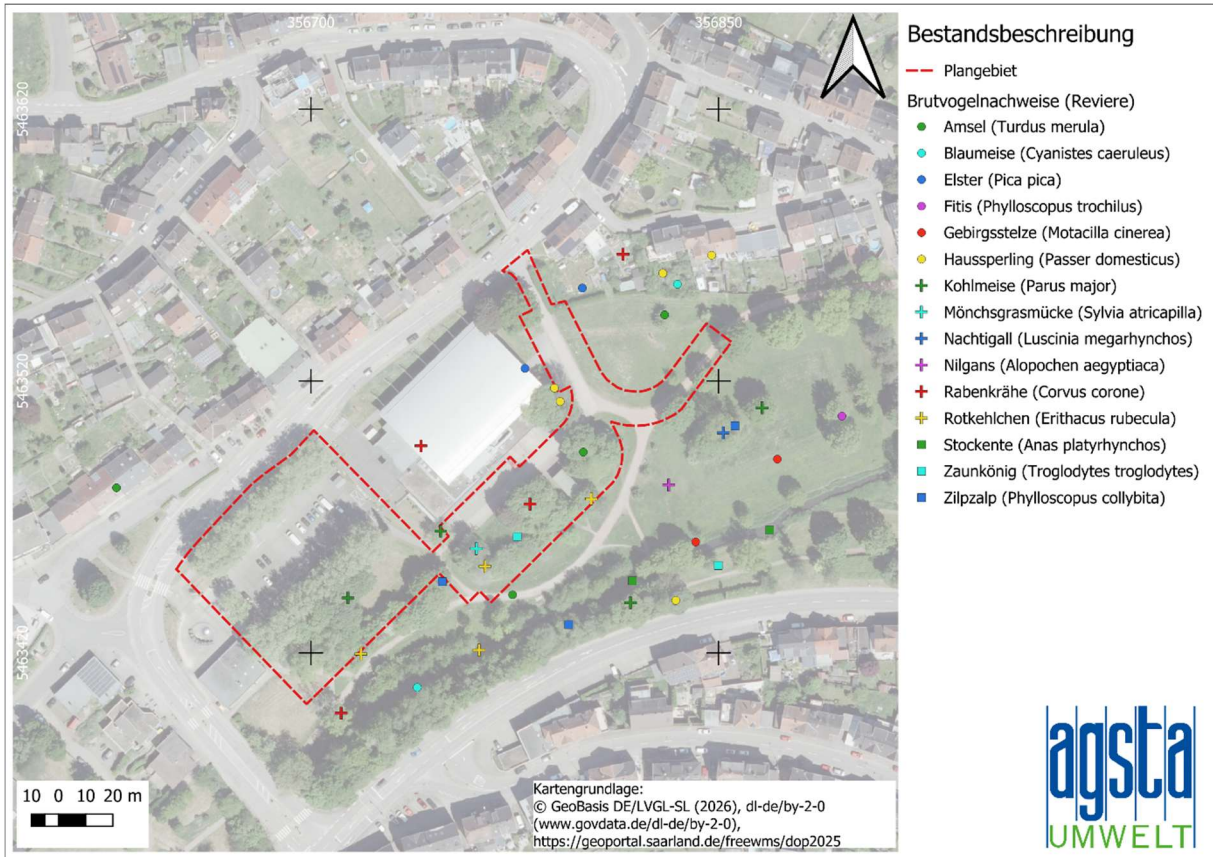 356700
356850
5463620
5463520
5463420
10 0 10 20 m
Kartengrundlage:
© GeoBasis DE/LVGL-SL (2026), dl-de/by-2-0
(www.govdata.de/dl-de/by-2-0),
https://geoportal.saarland.de/freewms/dop2025
Bestandsbeschreibung
Plangebiet
Brutvogelnachweise (Reviere)
Amsel (Turdus merula)
Blaumeise (Cyanistes caeruleus)
Elster (Pica pica)
Fitis (Phylloscopus trochilus)
Gebirgsstelze (Motacilla cinerea)
Haussperling (Passer domesticus)
Kohlmeise (Parus major)
Mönchsgrasmücke (Sylvia atricapilla)
Nachtigall (Luscinia megarhynchos)
Nilgans (Alopochen aegyptiaca)
Rabenkrähe (Corvus corone)
Rotkehlchen (Erithacus rubecula)
Stockente (Anas platyrhynchos)
Zaunkönig (Troglodytes troglodytes)
Zilpzalp (Phylloscopus collybita)
agsta
UMWELT